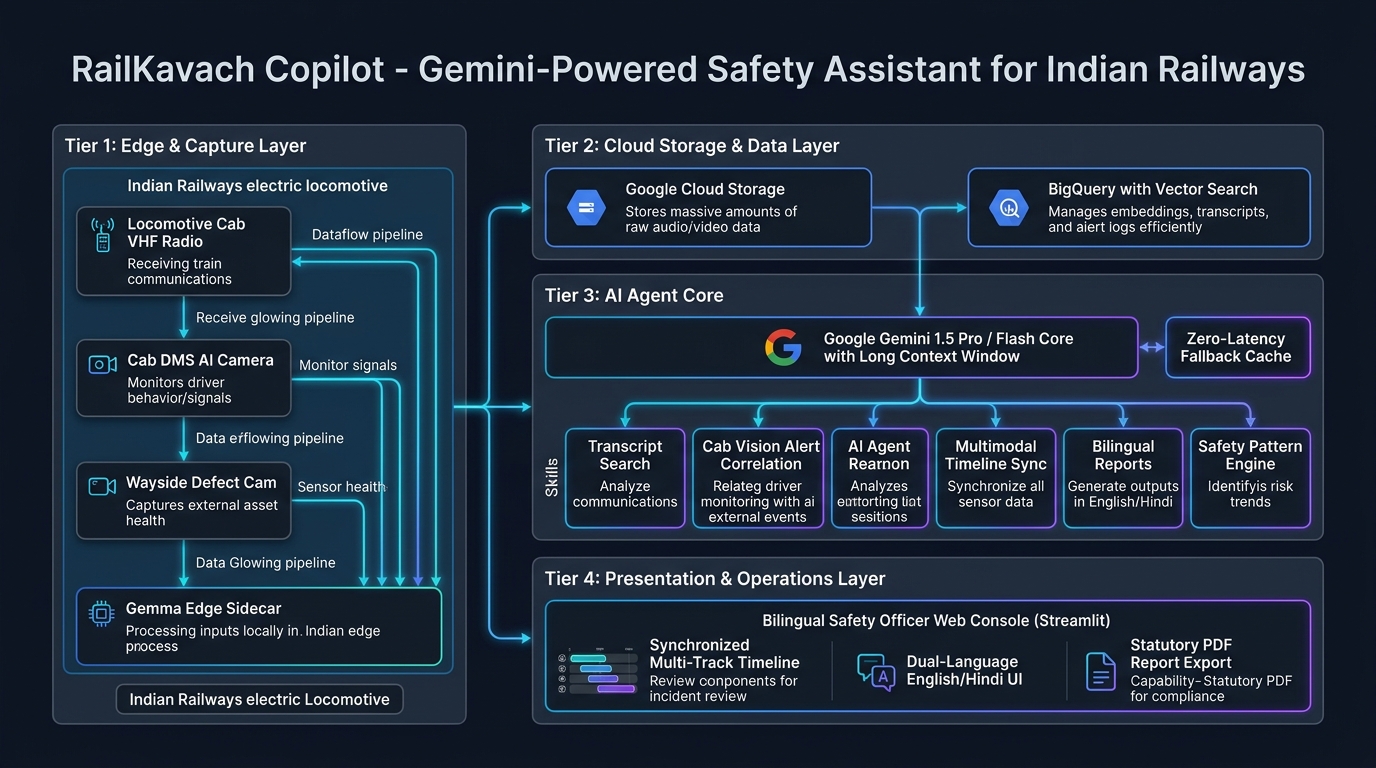 RailKavach Copilot - Gemini-Powered Safety Assistant for Indian Railways
Tier 1: Edge & Capture Layer
Indian Railways electric locomotive
Locomotive Cab
VHF Radio
Receiving train
communications
Dataflow pipeline
Receive glowing pipeline
Cab DMS AI Camera
Monitors driver
behavior/signals
Monitor signals
Data efflowing pipeline
Wayside Defect Cam
Captures external asset
health
Sensor health
Data Glowing pipeline
Gemma Edge Sidecar
Processing inputs locally in. Indian edge
process
Indian Railways electric Locomotive
Tier 2: Cloud Storage & Data Layer
Google Cloud Storage
Stores massive amounts of
raw audio/video data
BigQuery with Vector Search
Manages embeddings, transcripts,
and alert logs efficiently
Tier 3: AI Agent Core
Google Gemini 1.5 Pro / Flash Core
with Long Context Window
Zero-Latency
Fallback Cache
Skills
Transcript
Search
Analyze
communications
Cab Vision Alert
Correlation
Relateg driver
monitoring with ai
external events
AI Agent
Analyzes
sesitions
Multimodal
Timeline Sync
Synchronize all
sensor data
Bilingual
Reports
Generate outputs
in English/Hindi
Safety Pattern
Engine
Identifyis risk
trends
Tier 4: Presentation & Operations Layer
Bilingual Safety Officer Web Console (Streamlit)
Synchronized
Multi-Track Timeline
Review components for
incident review
Dual-Language
English/Hindi UI
Statutory PDF
Report Export
Capability-Statutory PDF
for compliance